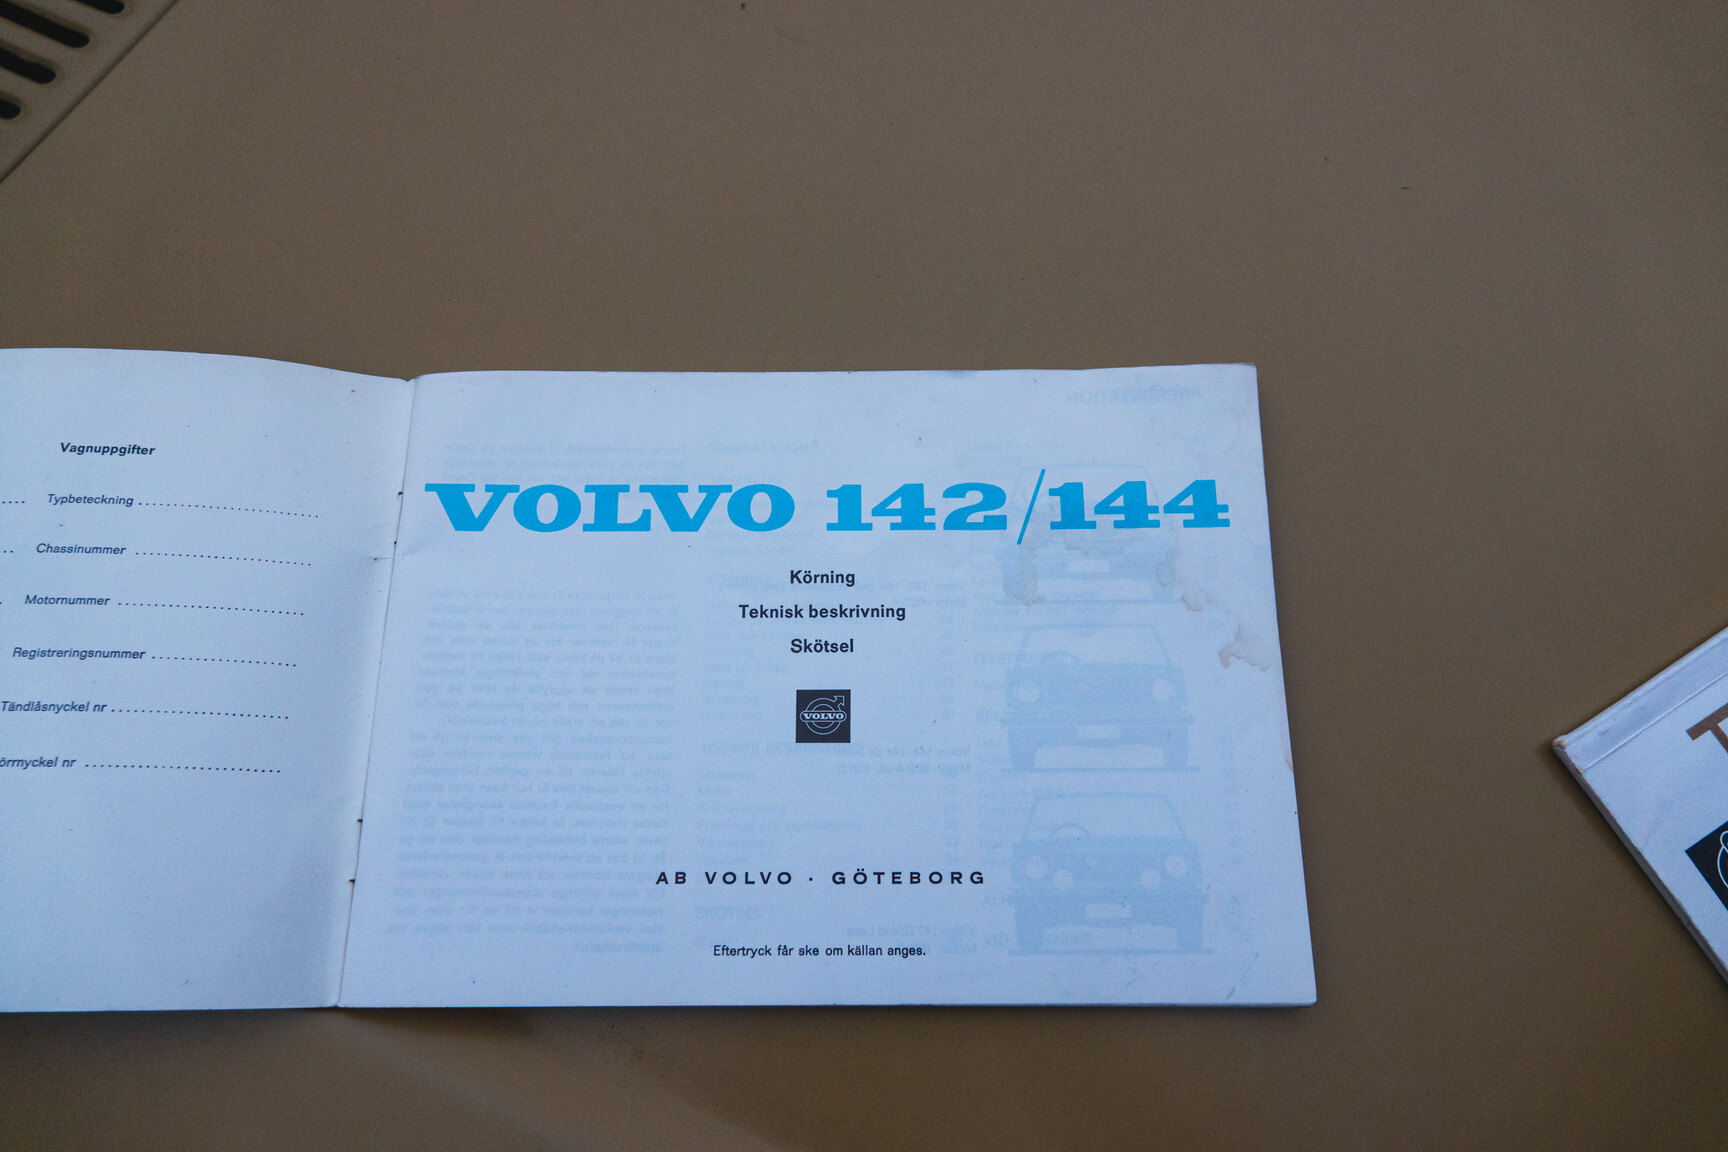 Vagnuppgifter
.... Typbeteckning ..............................
.. Chassinummer ..............................
. Motornummer ..............................
Registreringsnummer ........................
Tändlåsnyckel nr ..............................
örrnyckel nr ..............................
VOLVO 142/144
Körning
Teknisk beskrivning
Skötsel
VOLVO
AB VOLVO · GÖTEBORG
Eftertryck får ske om källan anges.